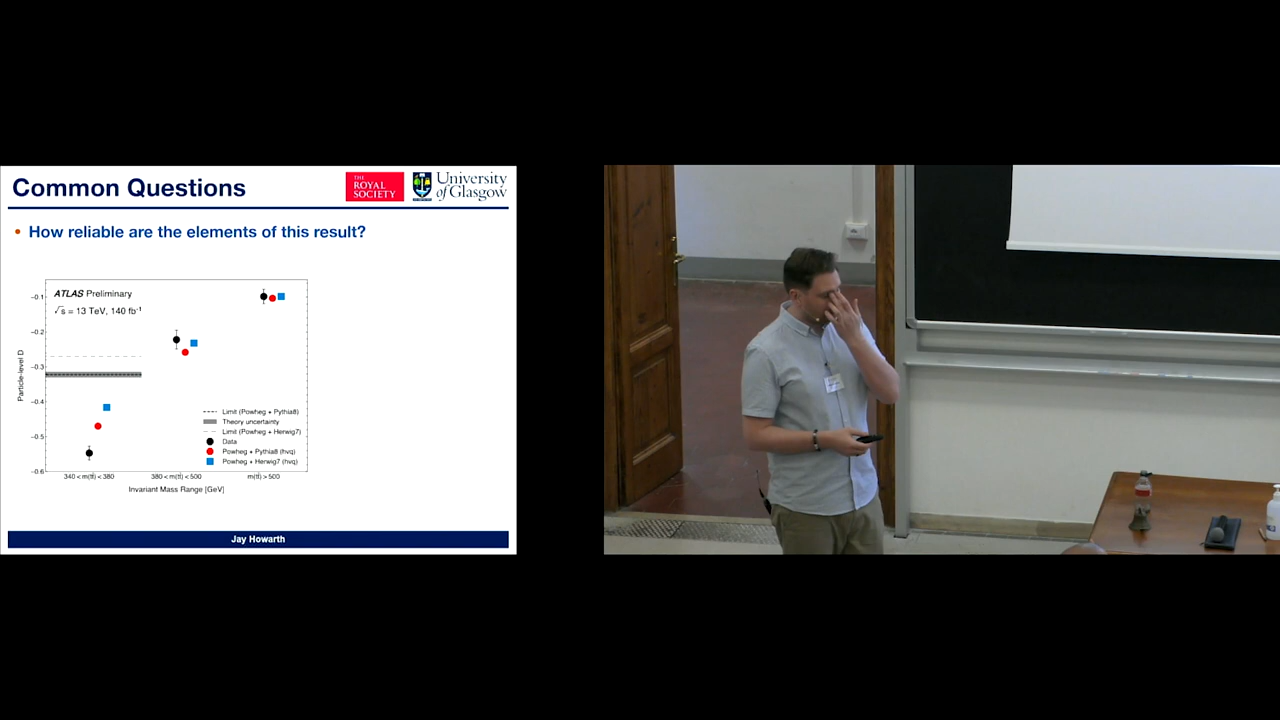 Common Questions
THE
ROYAL
SOCIETY
University
of Glasgow
• How reliable are the elements of this result?
ATLAS Preliminary
√s = 13 TeV, 140 fb⁻¹
Particle-level D
−0.1
−0.2
−0.3
−0.4
−0.5
−0.6
Limit (Powheg + Pythia8)
Theory uncertainty
Limit (Powheg + Herwig7)
Data
Powheg + Pythia8 (hvq)
Powheg + Herwig7 (hvq)
340 < m(tt̄) < 380
380 < m(tt̄) < 500
m(tt̄) > 500
Invariant Mass Range [GeV]
Jay Howarth